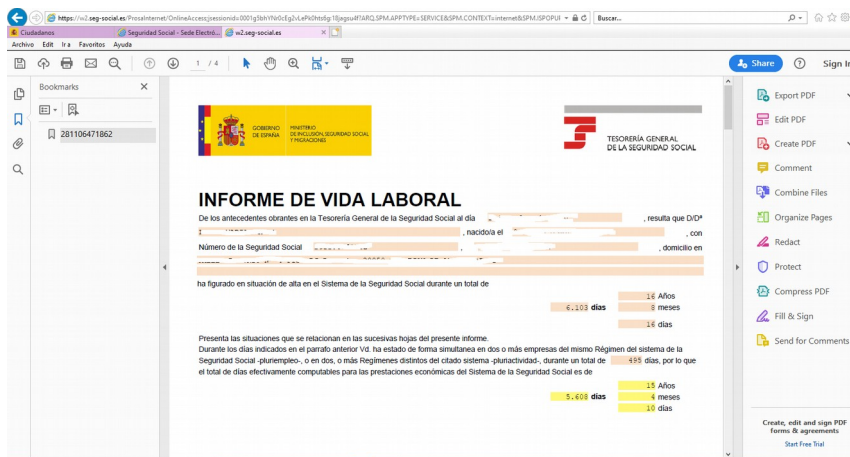 https://w2.seg-social.es/ProsaInternet/OnlineAccess;jsessionid=
Buscar...
Ciudadanos
Seguridad Social - Sede Electró...
w2.seg-social.es
Archivo Edit Ir a Favoritos Ayuda
1 / 4
Share
Sign In
Bookmarks
281106471862
GOBIERNO DE ESPAÑA
MINISTERIO
DE INCLUSIÓN, SEGURIDAD SOCIAL
Y MIGRACIONES
TESORERÍA GENERAL
DE LA SEGURIDAD SOCIAL
INFORME DE VIDA LABORAL
De los antecedentes obrantes en la Tesorería General de la Seguridad Social al día , resulta que D/Dª
, nacido/a el , con
Número de la Seguridad Social , domicilio en
ha figurado en situación de alta en el Sistema de la Seguridad Social durante un total de
16 Años
6.103 días 8 meses
16 días
Presenta las situaciones que se relacionan en las sucesivas hojas del presente informe.
Durante los días indicados en el parrafo anterior Vd. ha estado de forma simultanea en dos o más empresas del mismo Régimen del sistema de la
Seguridad Social -pluriempleo-, o en dos, o más Regímenes distintos del citado sistema -pluriactividad-, durante un total de 495 días, por lo que
el total de días efectivamente computables para las prestaciones económicas del Sistema de la Seguridad Social es de
15 Años
5.608 días 4 meses
10 días
Export PDF
Edit PDF
Create PDF
Comment
Combine Files
Organize Pages
Redact
Protect
Compress PDF
Fill & Sign
Send for Comments
Create, edit and sign PDF
forms & agreements
Start Free Trial